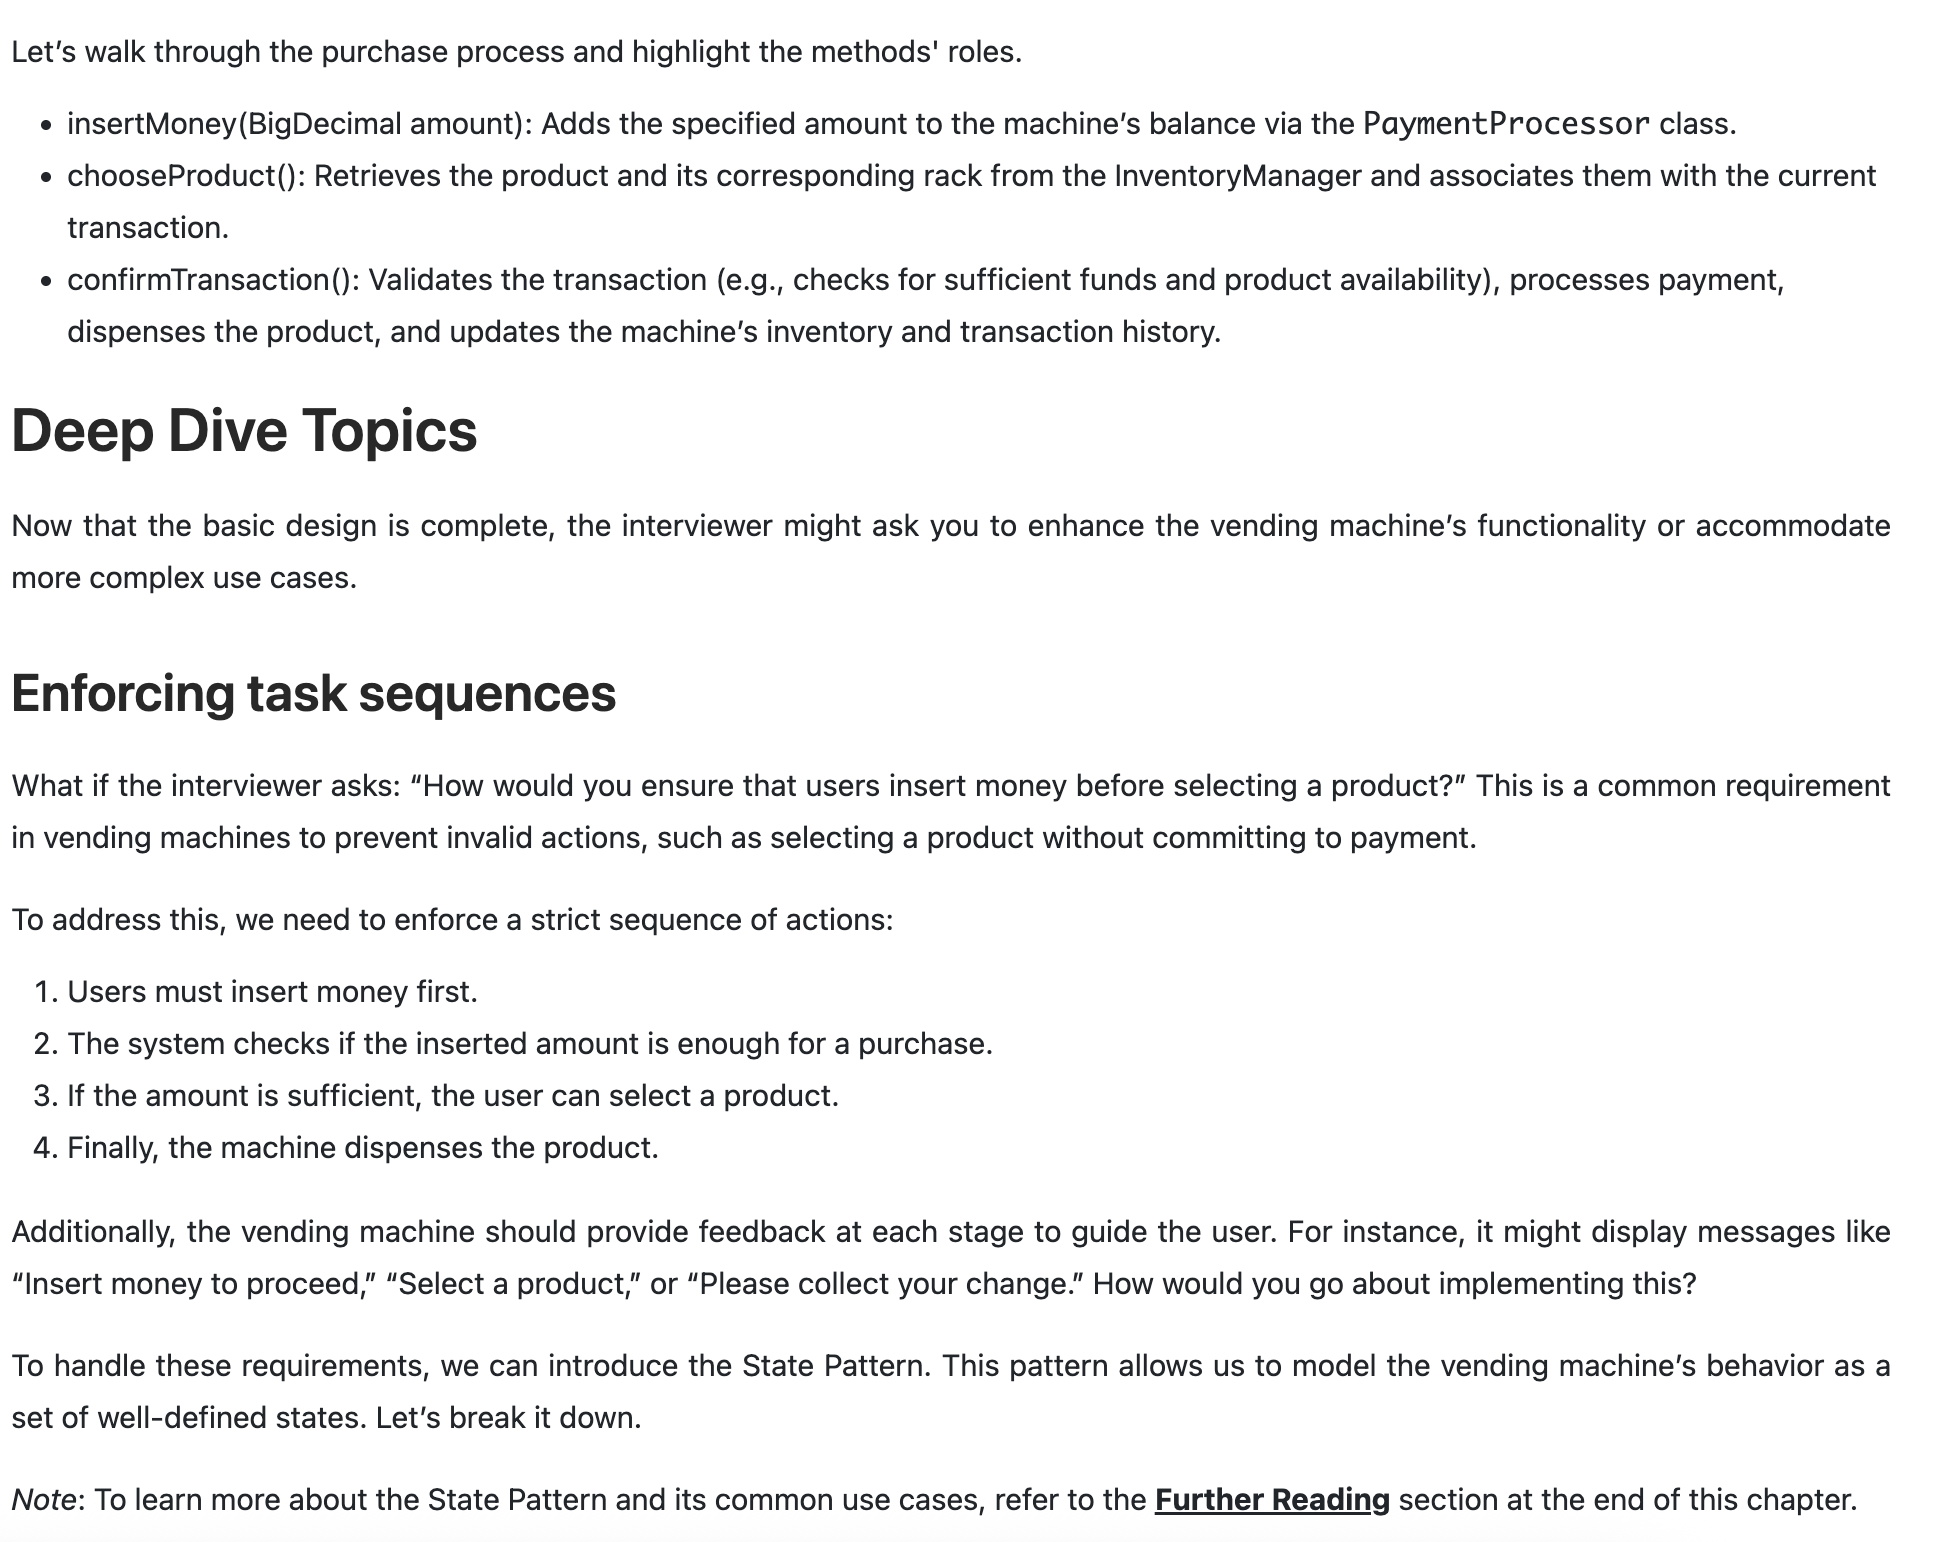 Let’s walk through the purchase process and highlight the methods' roles.
• insertMoney(BigDecimal amount): Adds the specified amount to the machine’s balance via the PaymentProcessor class.
• chooseProduct(): Retrieves the product and its corresponding rack from the InventoryManager and associates them with the current
transaction.
• confirmTransaction(): Validates the transaction (e.g., checks for sufficient funds and product availability), processes payment,
dispenses the product, and updates the machine’s inventory and transaction history.
Deep Dive Topics
Now that the basic design is complete, the interviewer might ask you to enhance the vending machine’s functionality or accommodate
more complex use cases.
Enforcing task sequences
What if the interviewer asks: “How would you ensure that users insert money before selecting a product?” This is a common requirement
in vending machines to prevent invalid actions, such as selecting a product without committing to payment.
To address this, we need to enforce a strict sequence of actions:
1. Users must insert money first.
2. The system checks if the inserted amount is enough for a purchase.
3. If the amount is sufficient, the user can select a product.
4. Finally, the machine dispenses the product.
Additionally, the vending machine should provide feedback at each stage to guide the user. For instance, it might display messages like
“Insert money to proceed,” “Select a product,” or “Please collect your change.” How would you go about implementing this?
To handle these requirements, we can introduce the State Pattern. This pattern allows us to model the vending machine’s behavior as a
set of well-defined states. Let’s break it down.
Note: To learn more about the State Pattern and its common use cases, refer to the Further Reading section at the end of this chapter.